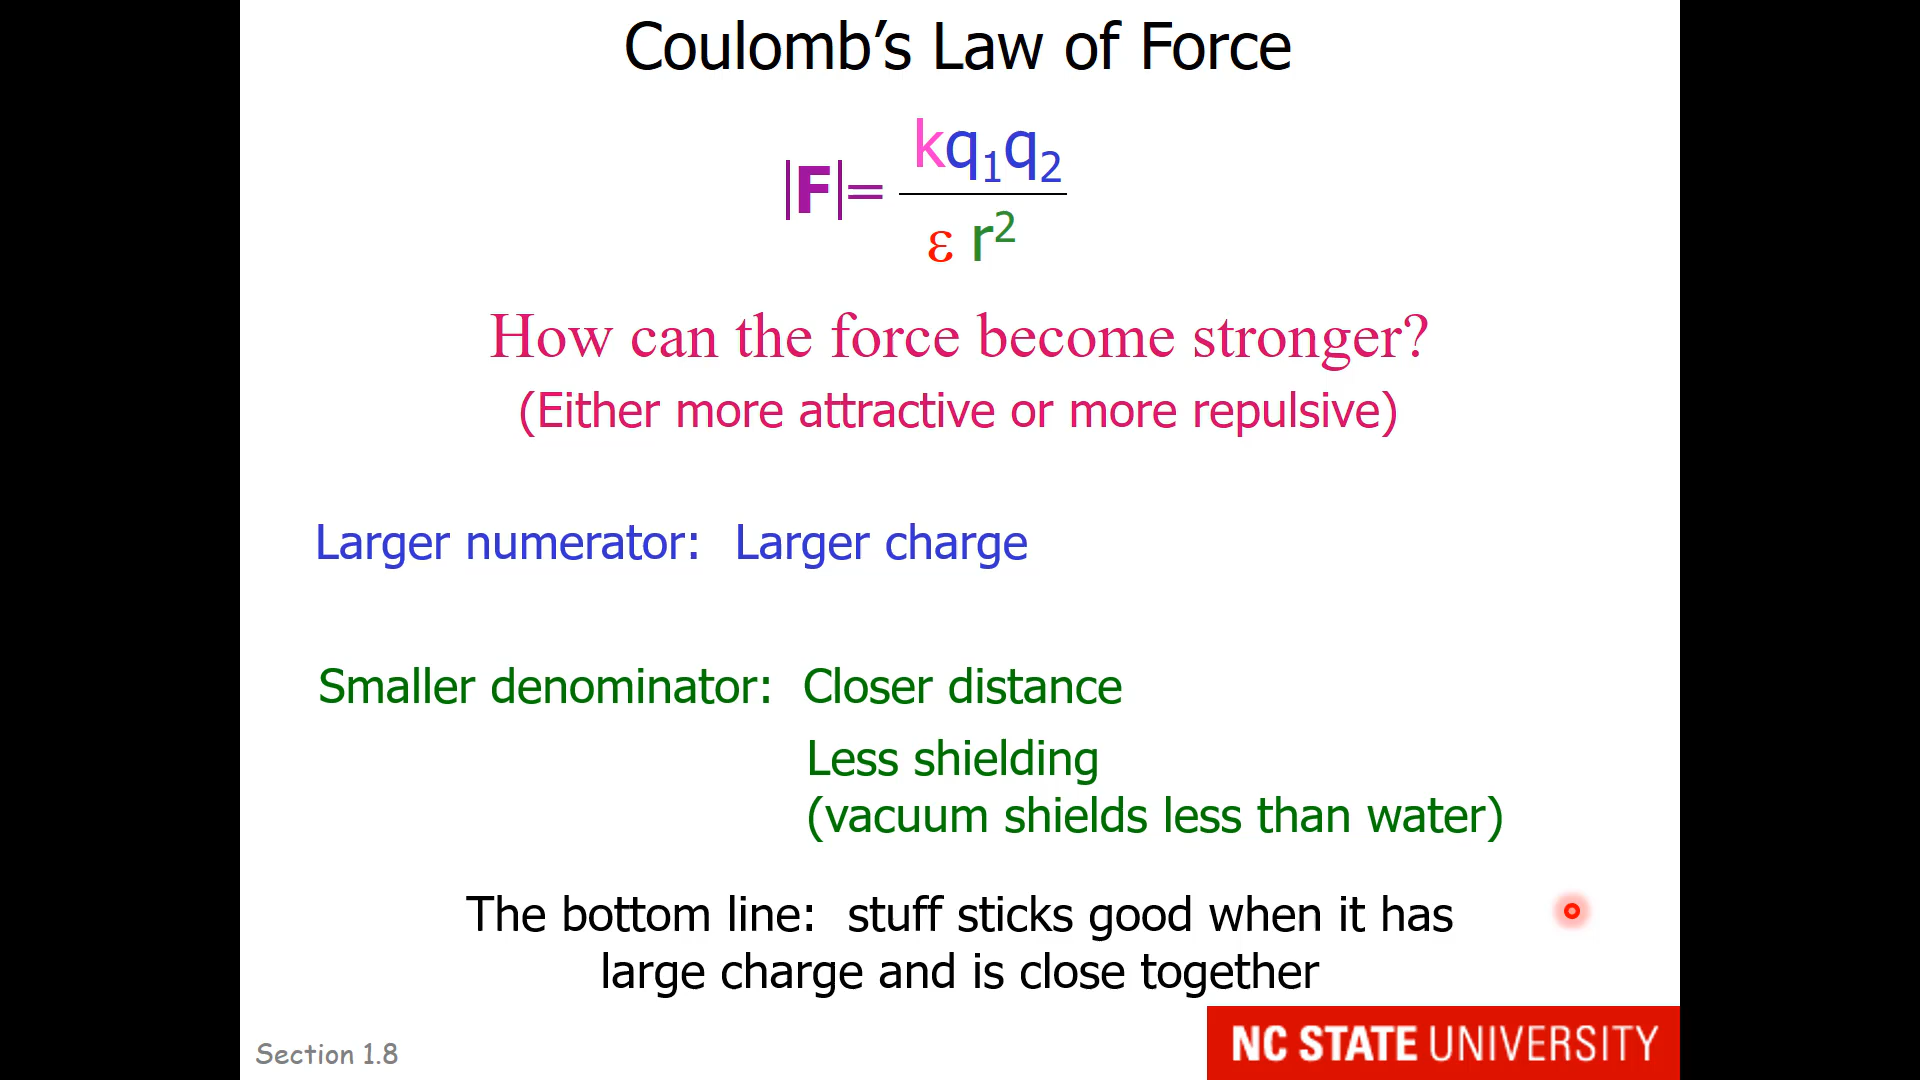 Coulomb’s Law of Force
|F|= kq₁q₂
ε r²
How can the force become stronger?
(Either more attractive or more repulsive)
Larger numerator: Larger charge
Smaller denominator: Closer distance
Less shielding
(vacuum shields less than water)
The bottom line: stuff sticks good when it has
large charge and is close together
Section 1.8
NC STATE UNIVERSITY